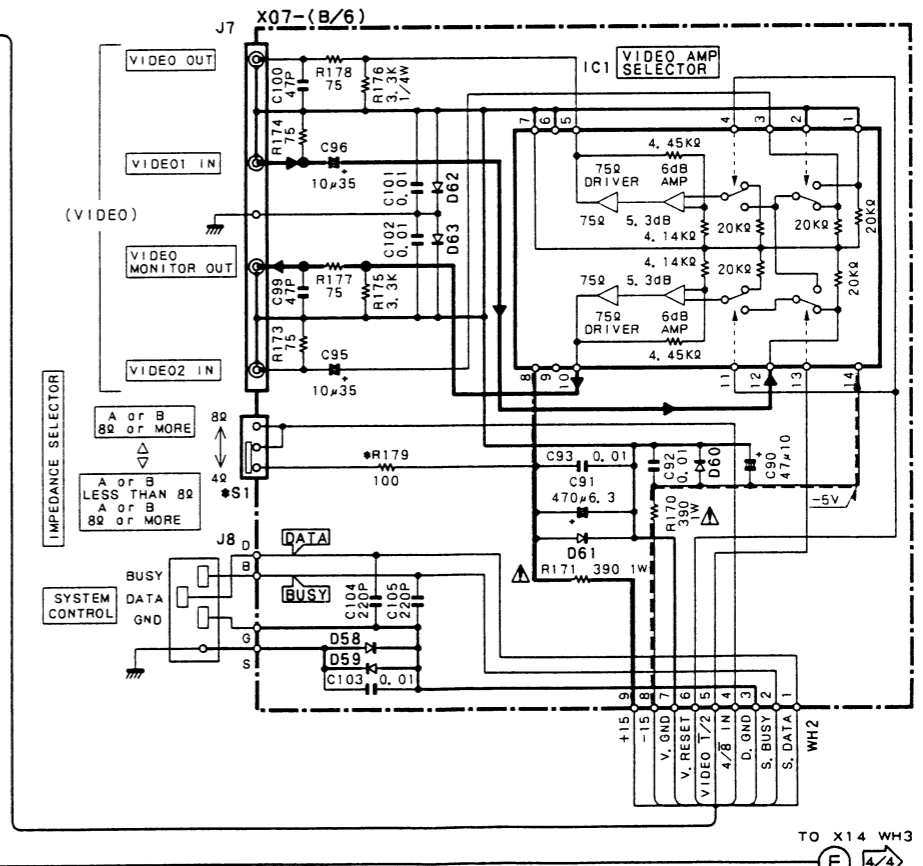 X07-(B/6)
J7
VIDEO OUT
C100
47P
R178
75
R176
3.3K
1/4W
IC1
VIDEO AMP
SELECTOR
7
6
5
4
3
2
1
R174
75
VIDEO1 IN
C96
10μ35
+
C101
0.01
D62
(VIDEO)
C102
0.01
D63
VIDEO
MONITOR OUT
C99
47P
R177
75
R175
3.3K
R173
75
VIDEO2 IN
C95
10μ35
+
4.45KΩ
75Ω
DRIVER
6dB
AMP
75Ω
5.3dB
4.14KΩ
20KΩ
20KΩ
20KΩ
4.14KΩ
75Ω
5.3dB
20KΩ
20KΩ
75Ω
DRIVER
6dB
AMP
4.45KΩ
8
9
10
11
12
13
14
IMPEDANCE SELECTOR
A or B
8Ω or MORE
A or B
LESS THAN 8Ω
A or B
8Ω or MORE
8Ω
4Ω
*S1
*R179
100
C93
0.01
C91
470μ6.3
+
D61
C92
0.01
D60
C90
47μ10
+
R170
390
1W
-5V
R171
390 1W
J8
D
B
G
S
DATA
BUSY
SYSTEM
CONTROL
BUSY
DATA
GND
C104
220P
C105
220P
D58
D59
C103
0.01
9
8
7
6
5
4
3
2
1
+15
-15
V. GND
V. RESET
VIDEO 1/2
4/8 IN
D. GND
S. BUSY
S. DATA
WH2
TO X14 WH3
E
4/4